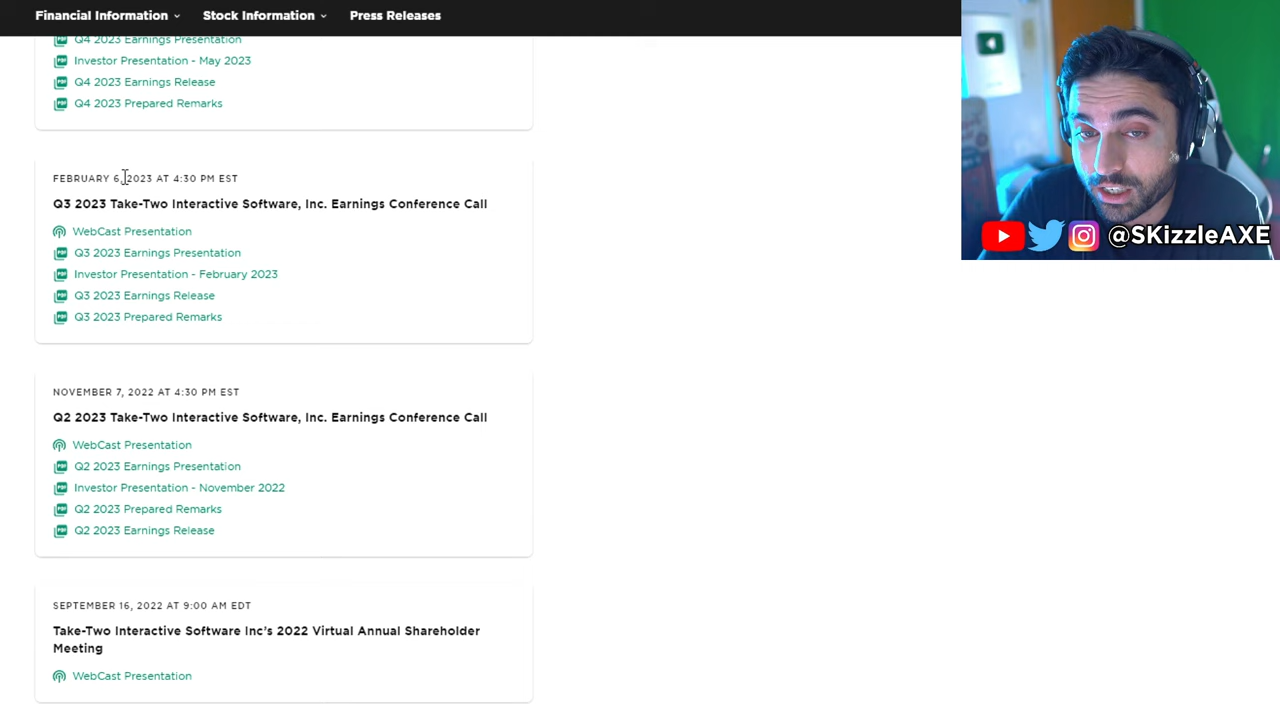 Financial Information
Stock Information
Press Releases
Q4 2023 Earnings Presentation
Investor Presentation - May 2023
Q4 2023 Earnings Release
Q4 2023 Prepared Remarks
FEBRUARY 6, 2023 AT 4:30 PM EST
Q3 2023 Take-Two Interactive Software, Inc. Earnings Conference Call
WebCast Presentation
Q3 2023 Earnings Presentation
Investor Presentation - February 2023
Q3 2023 Earnings Release
Q3 2023 Prepared Remarks
NOVEMBER 7, 2022 AT 4:30 PM EST
Q2 2023 Take-Two Interactive Software, Inc. Earnings Conference Call
WebCast Presentation
Q2 2023 Earnings Presentation
Investor Presentation - November 2022
Q2 2023 Prepared Remarks
Q2 2023 Earnings Release
SEPTEMBER 16, 2022 AT 9:00 AM EDT
Take-Two Interactive Software Inc's 2022 Virtual Annual Shareholder
Meeting
WebCast Presentation
@SKizzleAXE